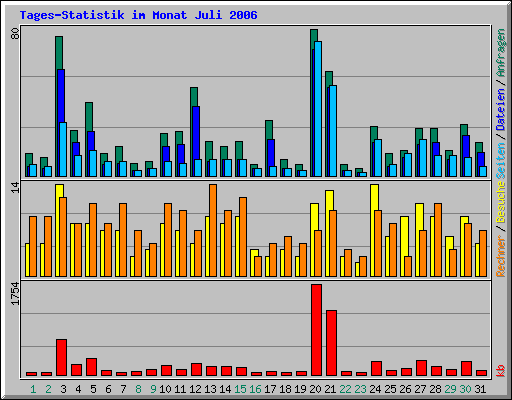 Tages-Statistik im Monat Juli 2006
80
14
1754
Seiten / Dateien / Anfragen
Rechner / Besuche
kb
1 2 3 4 5 6 7 8 9 10 11 12 13 14 15 16 17 18 19 20 21 22 23 24 25 26 27 28 29 30 31